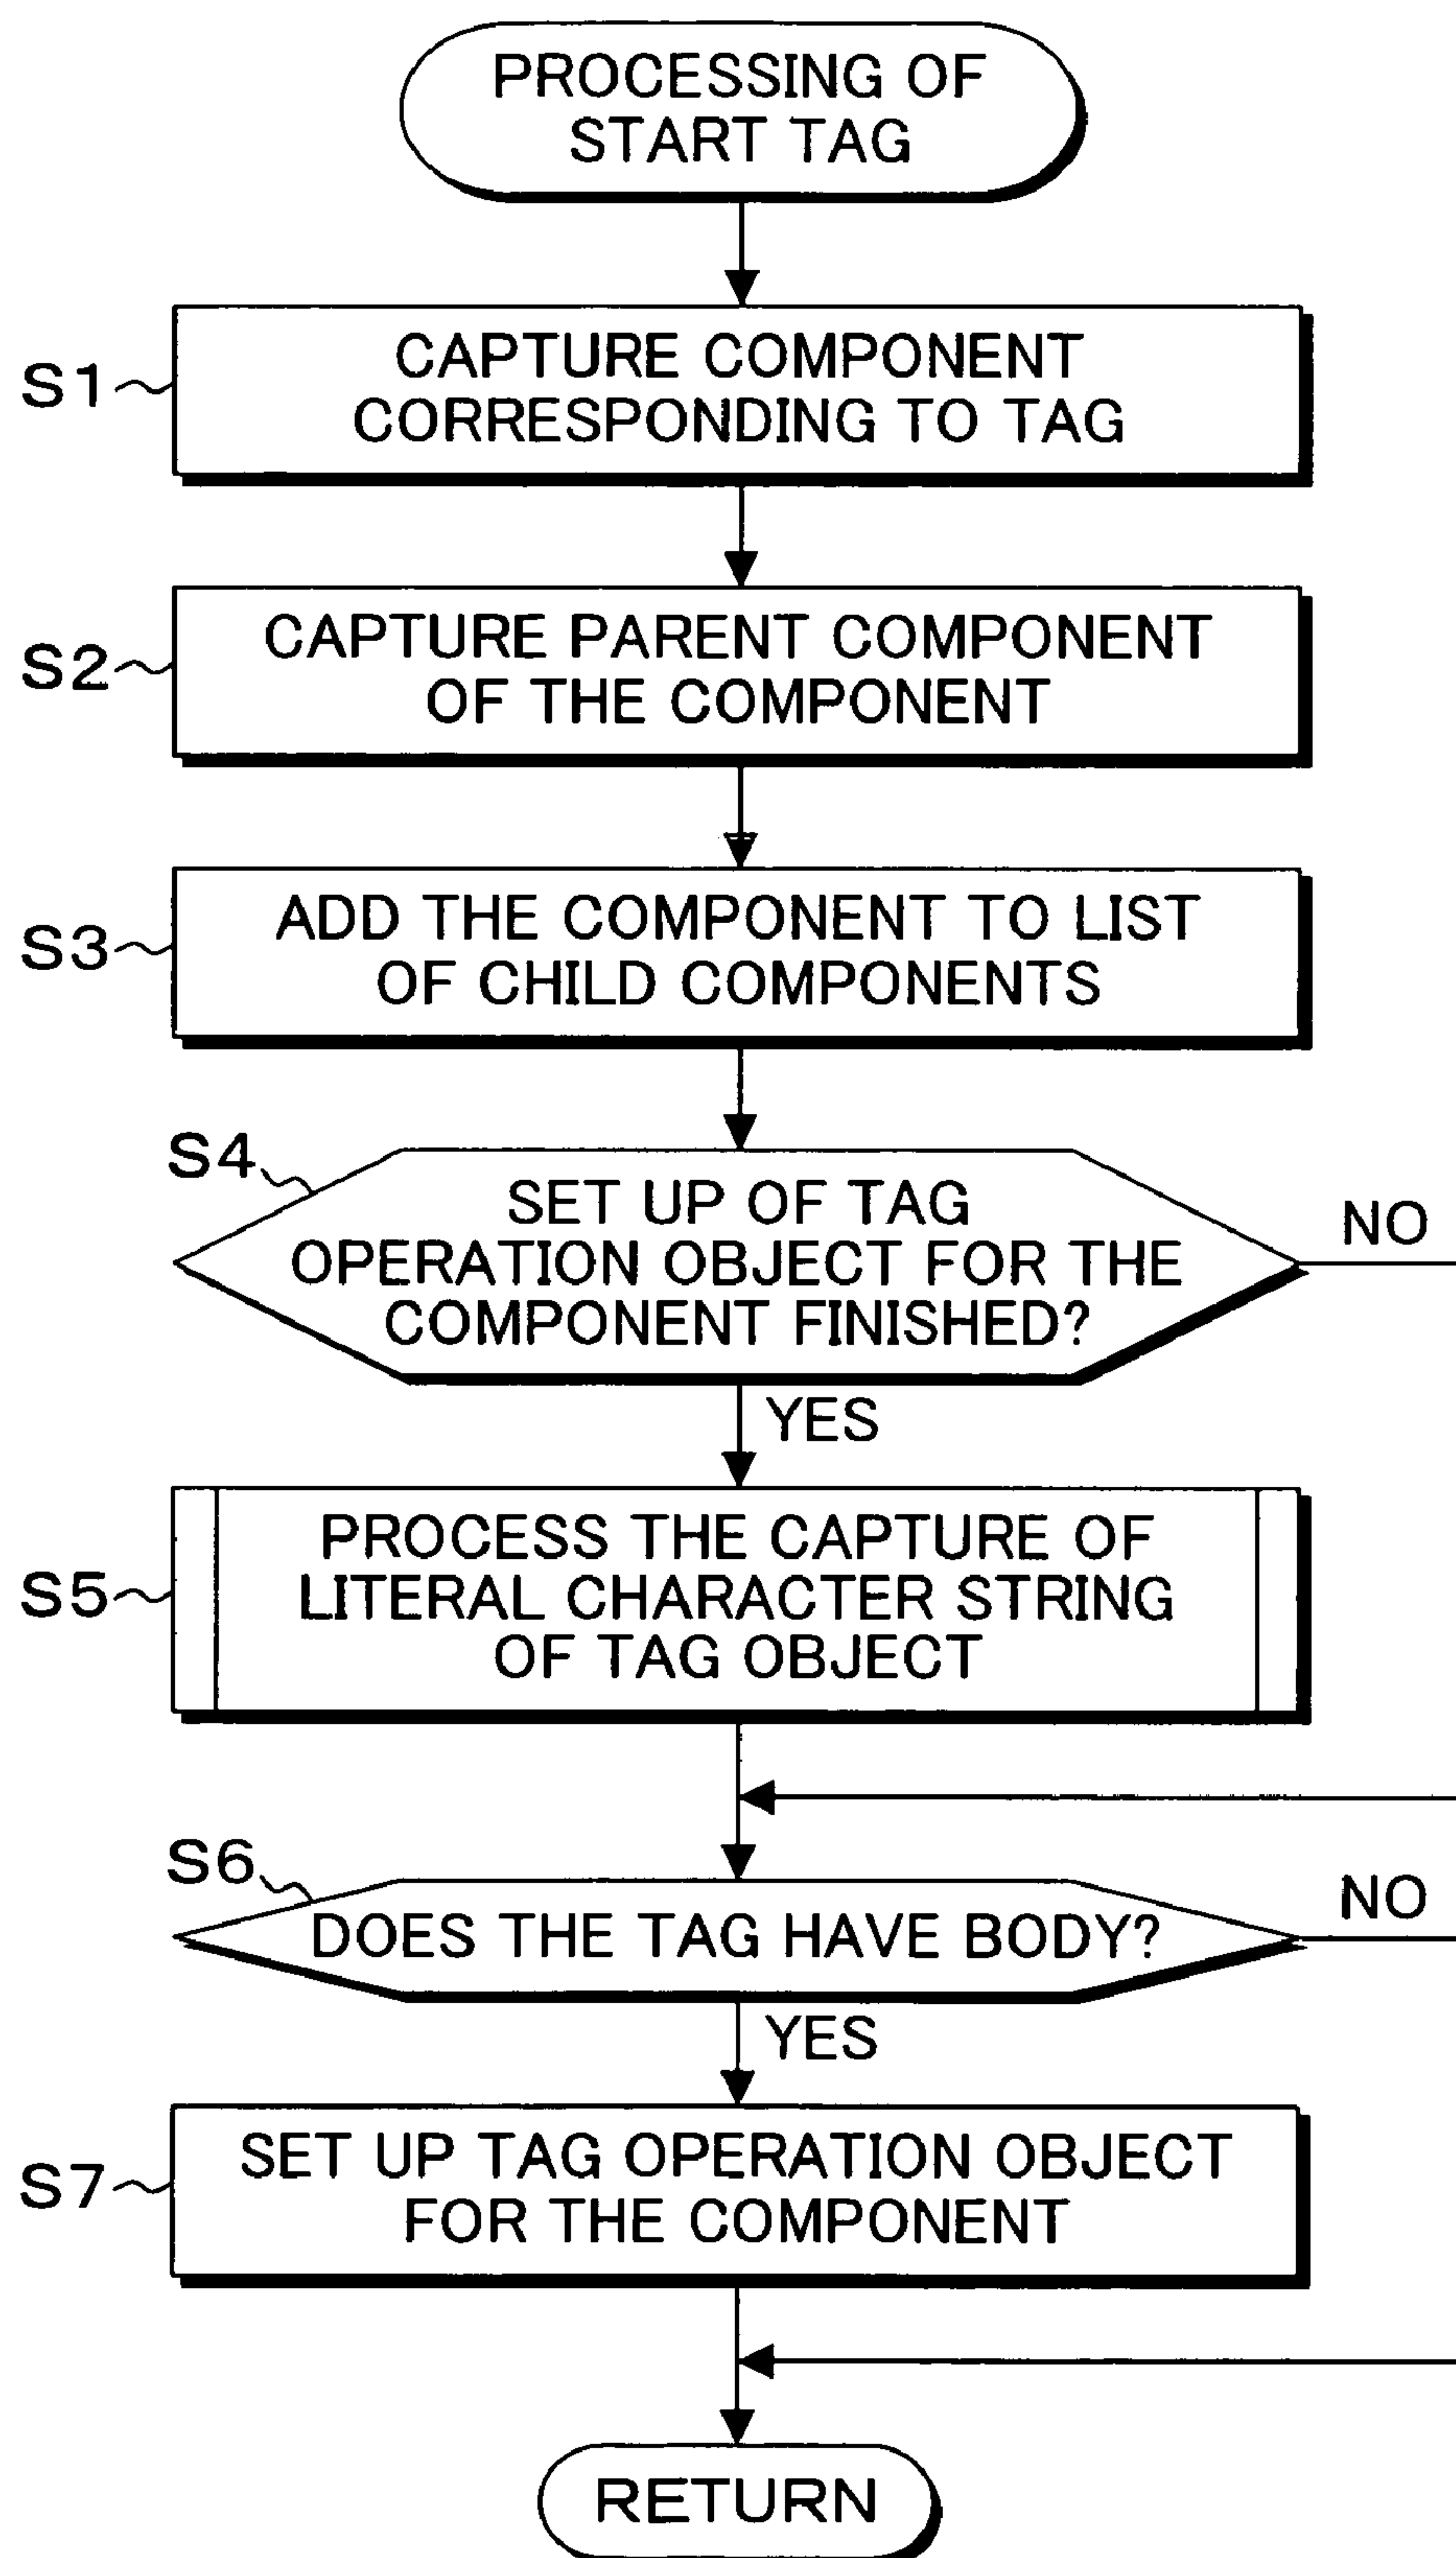 PROCESSING OF
START TAG
S1
CAPTURE COMPONENT
CORRESPONDING TO TAG
S2
CAPTURE PARENT COMPONENT
OF THE COMPONENT
S3
ADD THE COMPONENT TO LIST
OF CHILD COMPONENTS
S4
SET UP OF TAG
OPERATION OBJECT FOR THE
COMPONENT FINISHED?
NO
YES
S5
PROCESS THE CAPTURE OF
LITERAL CHARACTER STRING
OF TAG OBJECT
S6
DOES THE TAG HAVE BODY?
NO
YES
S7
SET UP TAG OPERATION OBJECT
FOR THE COMPONENT
RETURN